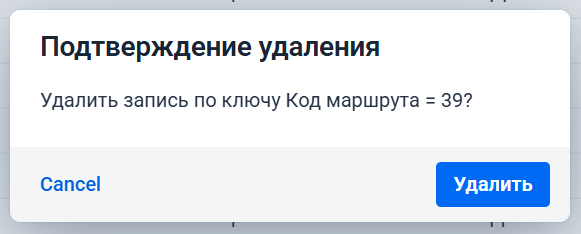 Подтверждение удаления
Удалить запись по ключу Код маршрута = 39?
Cancel
Удалить